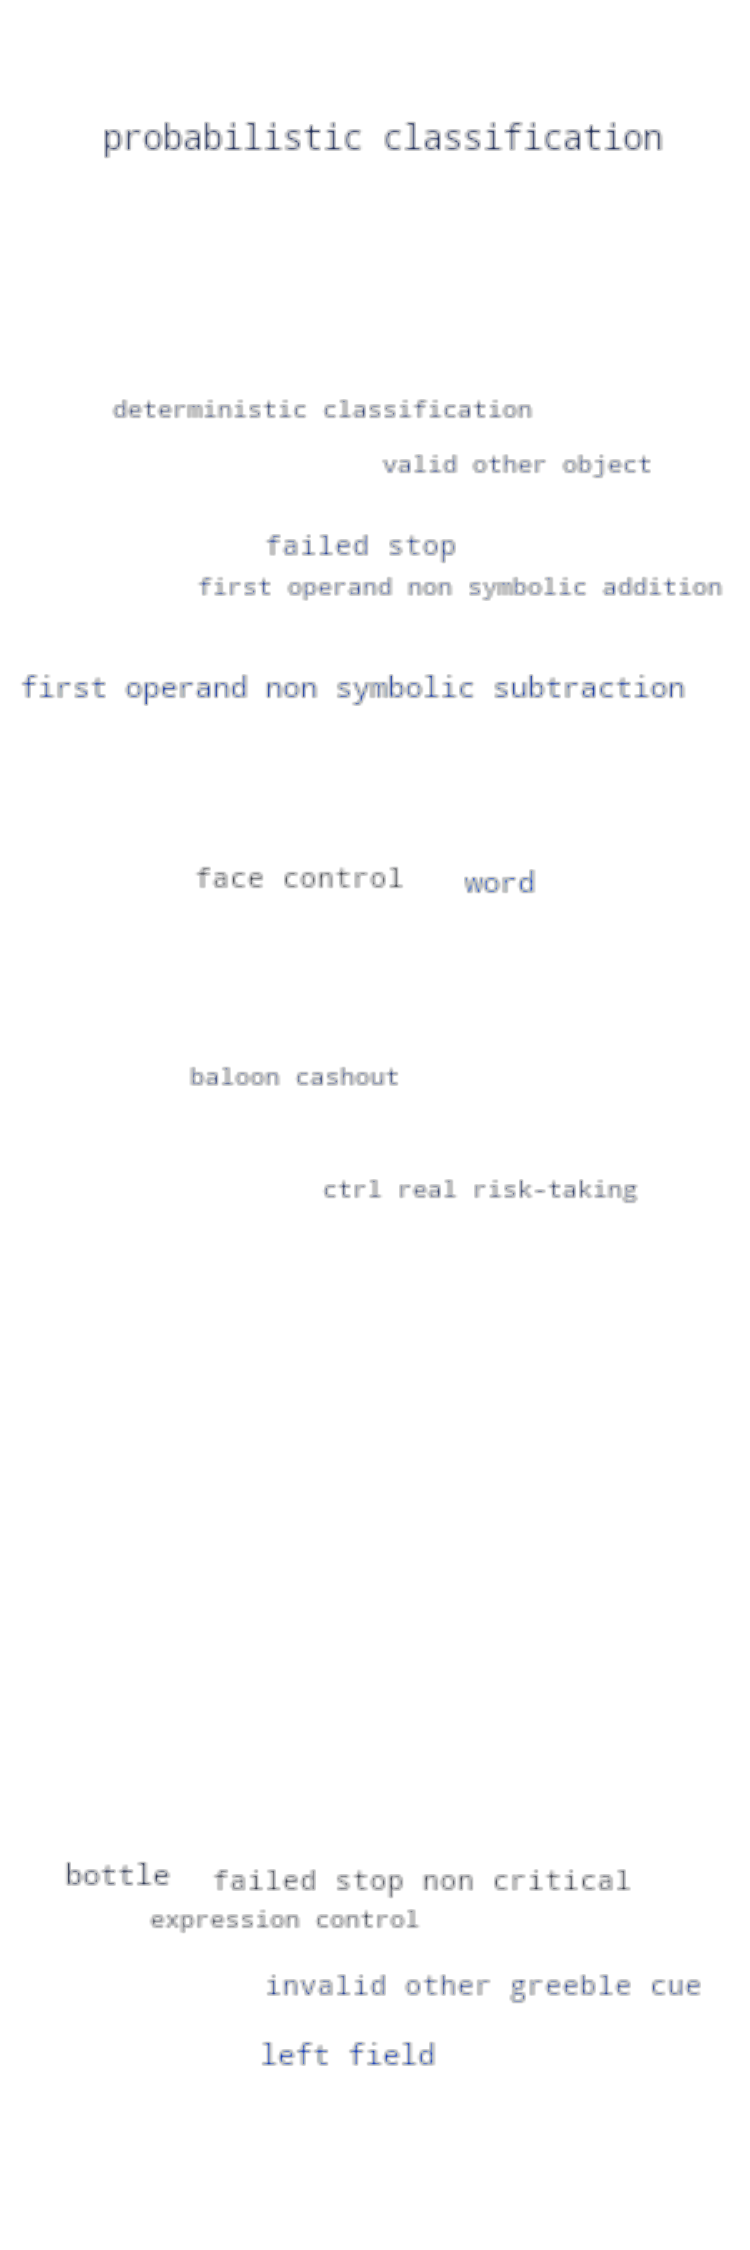 probabilistic classification
deterministic classification
valid other object
failed stop
first operand non symbolic addition
first operand non symbolic subtraction
face control word
baloon cashout
ctrl real risk-taking
bottle failed stop non critical
expression control
invalid other greeble cue
left field